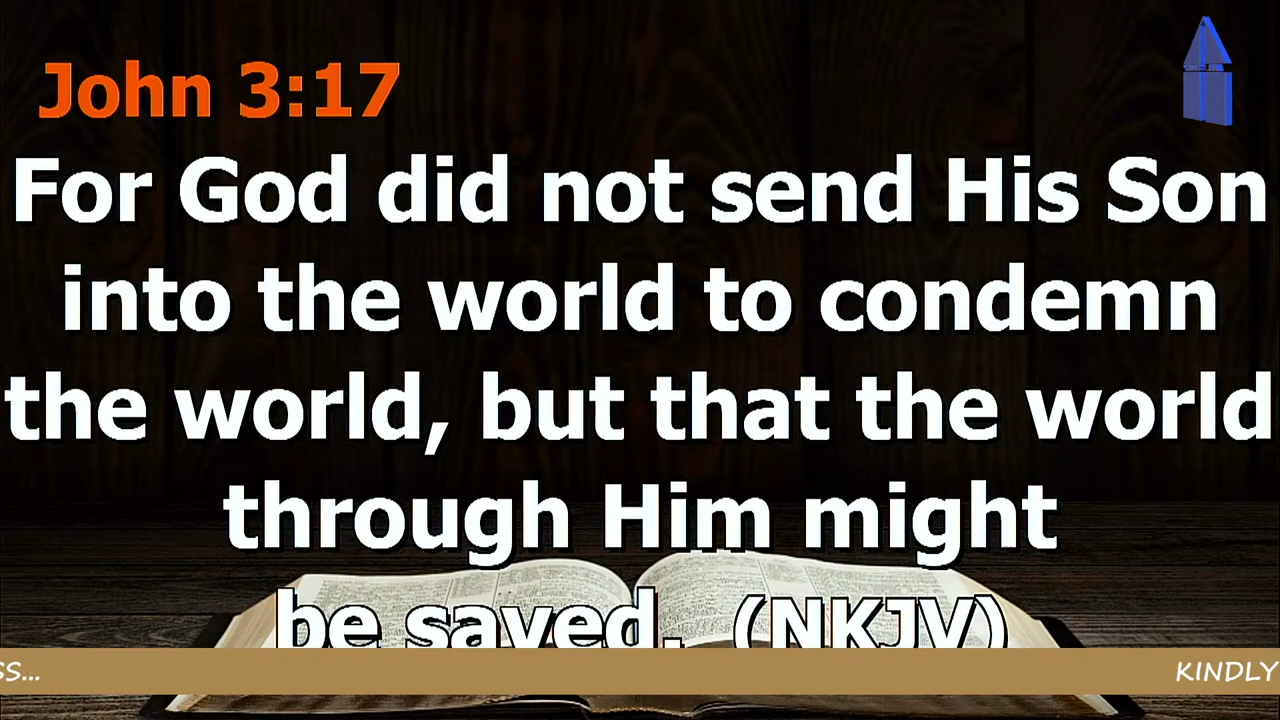 John 3:17
For God did not send His Son
into the world to condemn
the world, but that the world
through Him might
be saved. (NKJV)
SS... KINDLY